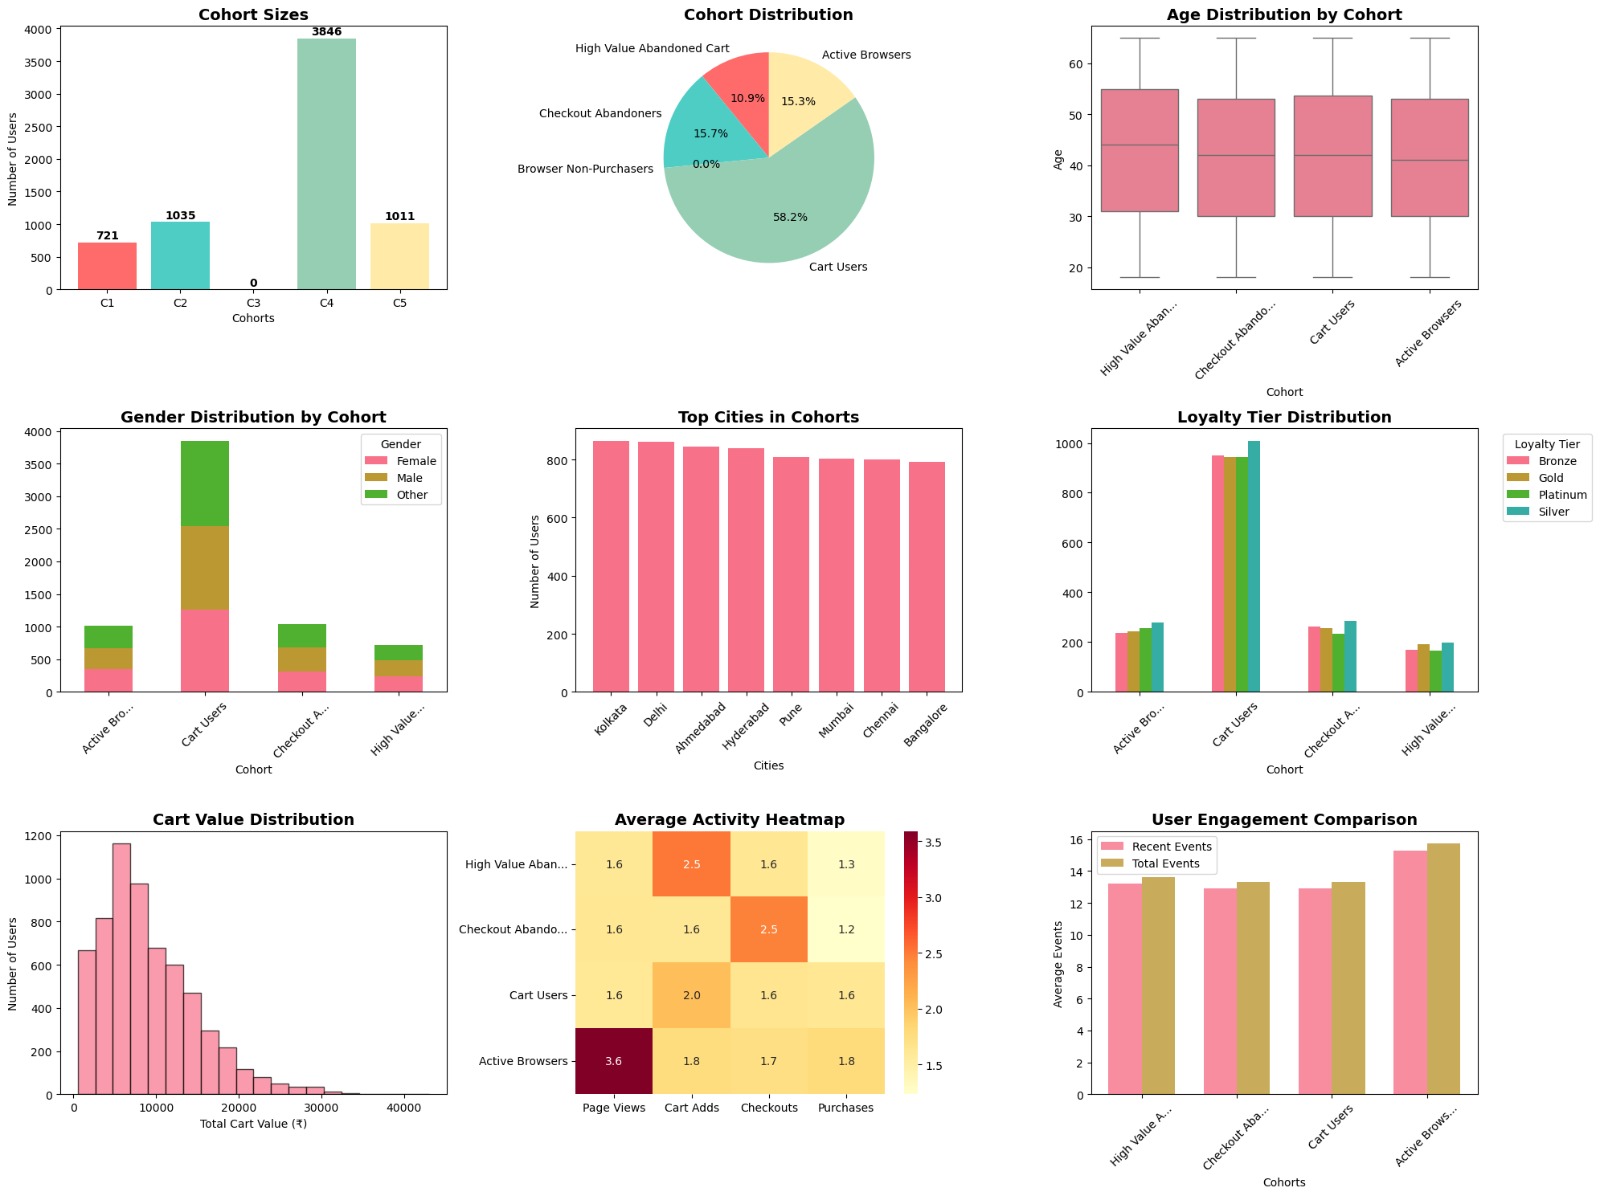 Cohort Sizes
Number of Users
4000
3500
3000
2500
2000
1500
1000
500
0
721
1035
0
3846
1011
C1 C2 C3 C4 C5
Cohorts
Cohort Distribution
High Value Abandoned Cart
Active Browsers
10.9%
15.3%
Checkout Abandoners
15.7%
Browser Non-Purchasers
0.0%
58.2%
Cart Users
Age Distribution by Cohort
Age
60
50
40
30
20
High Value Aban...
Checkout Abando...
Cart Users
Active Browsers
Cohort
Gender Distribution by Cohort
4000
3500
3000
2500
2000
1500
1000
500
0
Gender
Female
Male
Other
Active Bro...
Cart Users
Checkout A...
High Value...
Cohort
Top Cities in Cohorts
Number of Users
800
600
400
200
0
Kolkata
Delhi
Ahmedabad
Hyderabad
Pune
Mumbai
Chennai
Bangalore
Cities
Loyalty Tier Distribution
1000
800
600
400
200
0
Loyalty Tier
Bronze
Gold
Platinum
Silver
Active Bro...
Cart Users
Checkout A...
High Value...
Cohort
Cart Value Distribution
Number of Users
1200
1000
800
600
400
200
0
0 10000 20000 30000 40000
Total Cart Value (₹)
Average Activity Heatmap
High Value Aban... 1.6 2.5 1.6 1.3
Checkout Abando... 1.6 1.6 2.5 1.2
Cart Users 1.6 2.0 1.6 1.6
Active Browsers 3.6 1.8 1.7 1.8
Page Views Cart Adds Checkouts Purchases
3.5
3.0
2.5
2.0
1.5
User Engagement Comparison
Average Events
16
14
12
10
8
6
4
2
0
Recent Events
Total Events
High Value A...
Checkout Aba...
Cart Users
Active Brows...
Cohorts